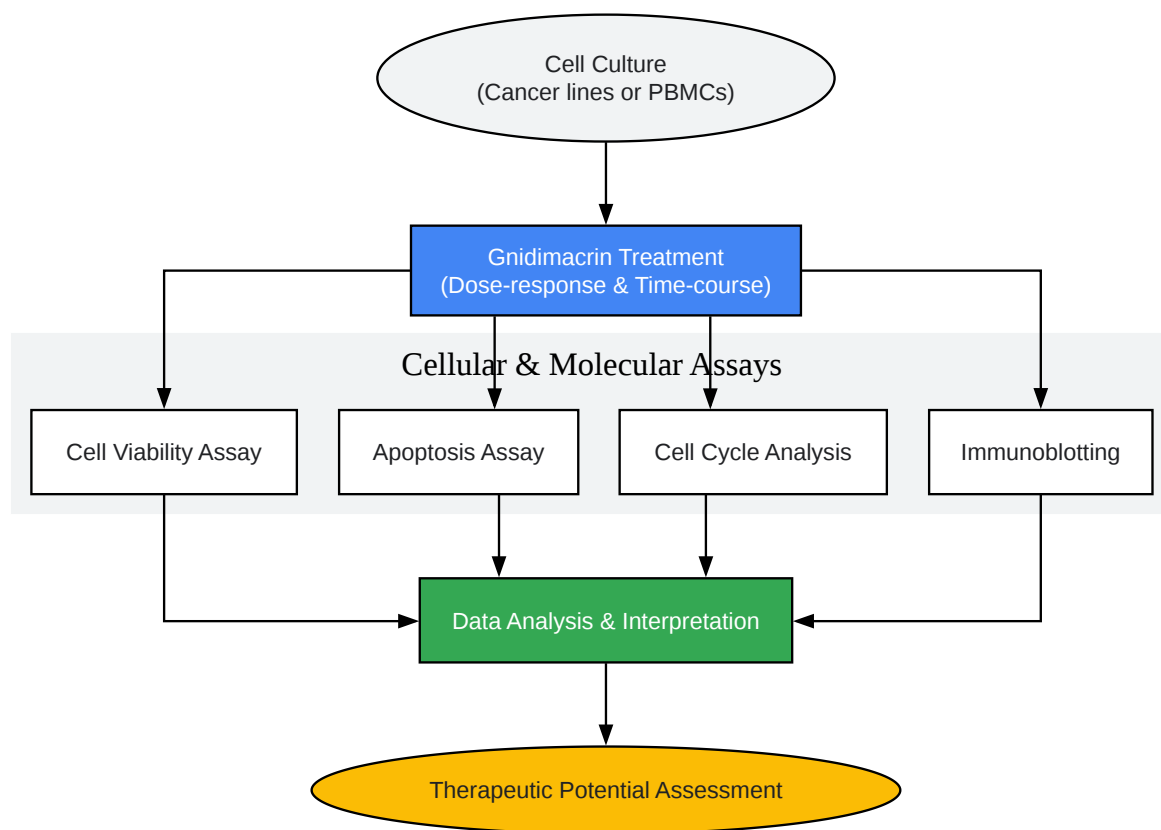 Cell Culture
(Cancer lines or PBMCs)
Gnidimacrin Treatment
(Dose-response & Time-course)
Cellular & Molecular Assays
Cell Viability Assay
Apoptosis Assay
Cell Cycle Analysis
Immunoblotting
Data Analysis & Interpretation
Therapeutic Potential Assessment